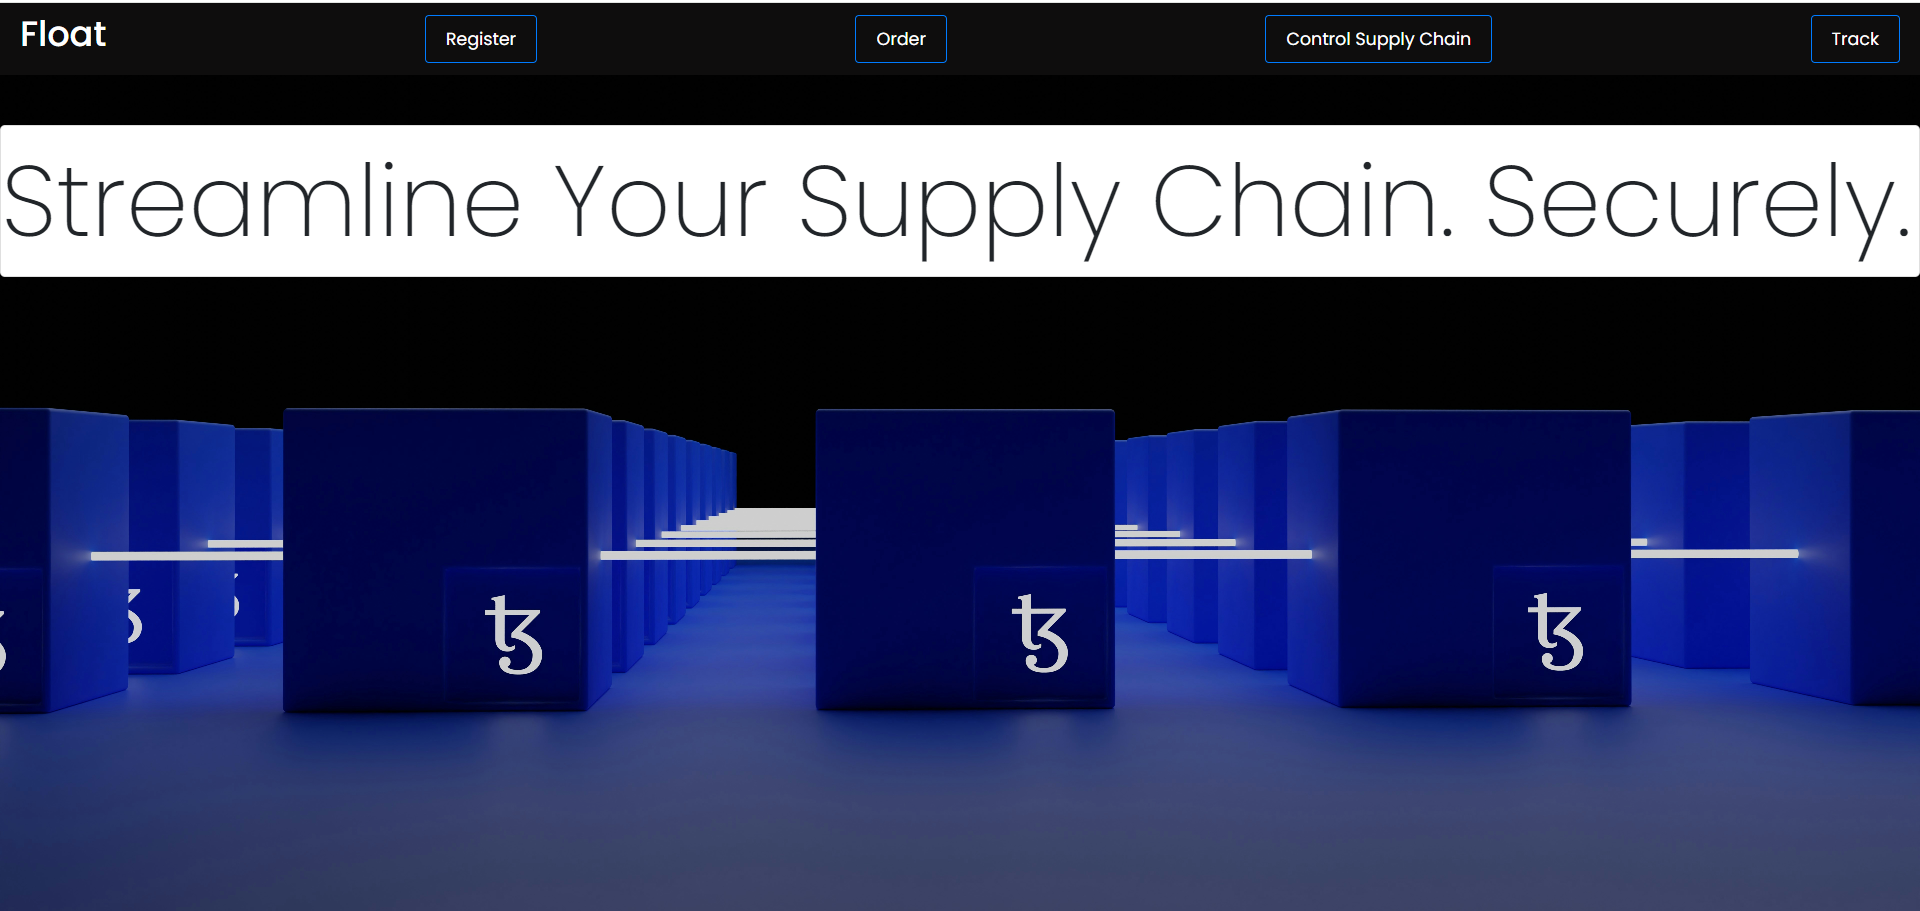 Float
Register
Order
Control Supply Chain
Track
Streamline Your Supply Chain. Securely.